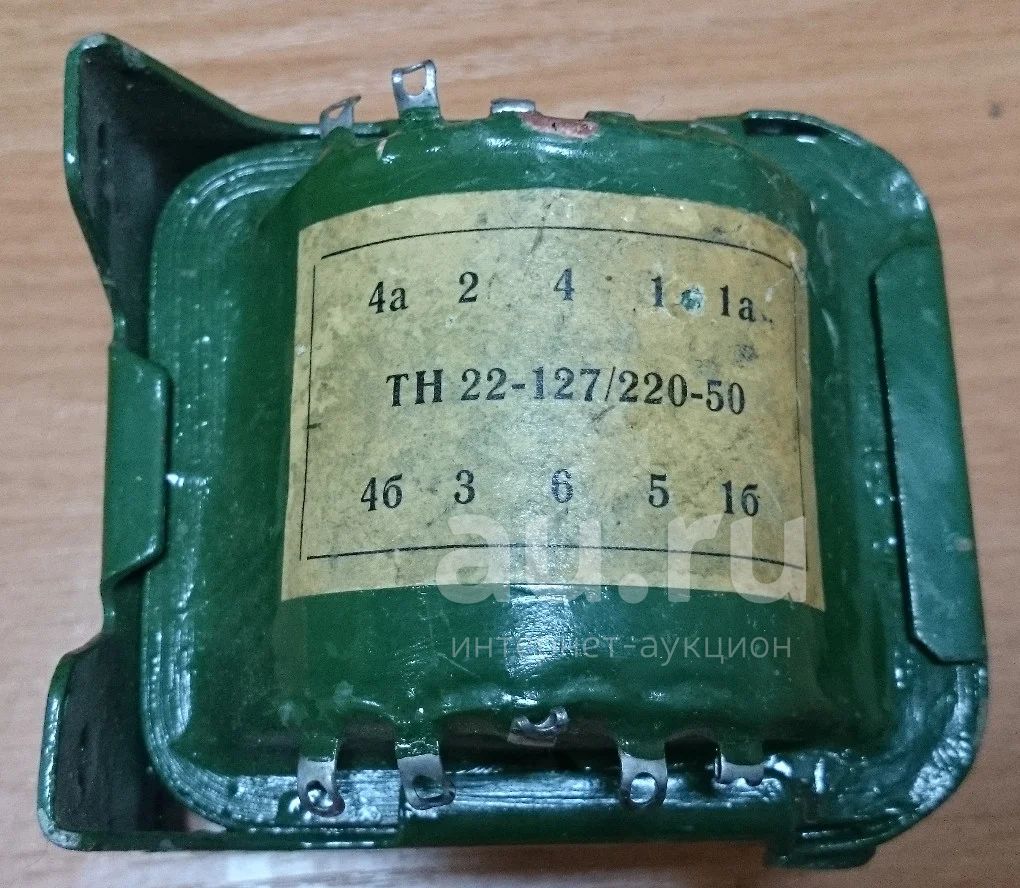 4а 2 4 1 1а
ТН 22-127/220-50
4б 3 6 5 1б
au.ru
интернет-аукцион